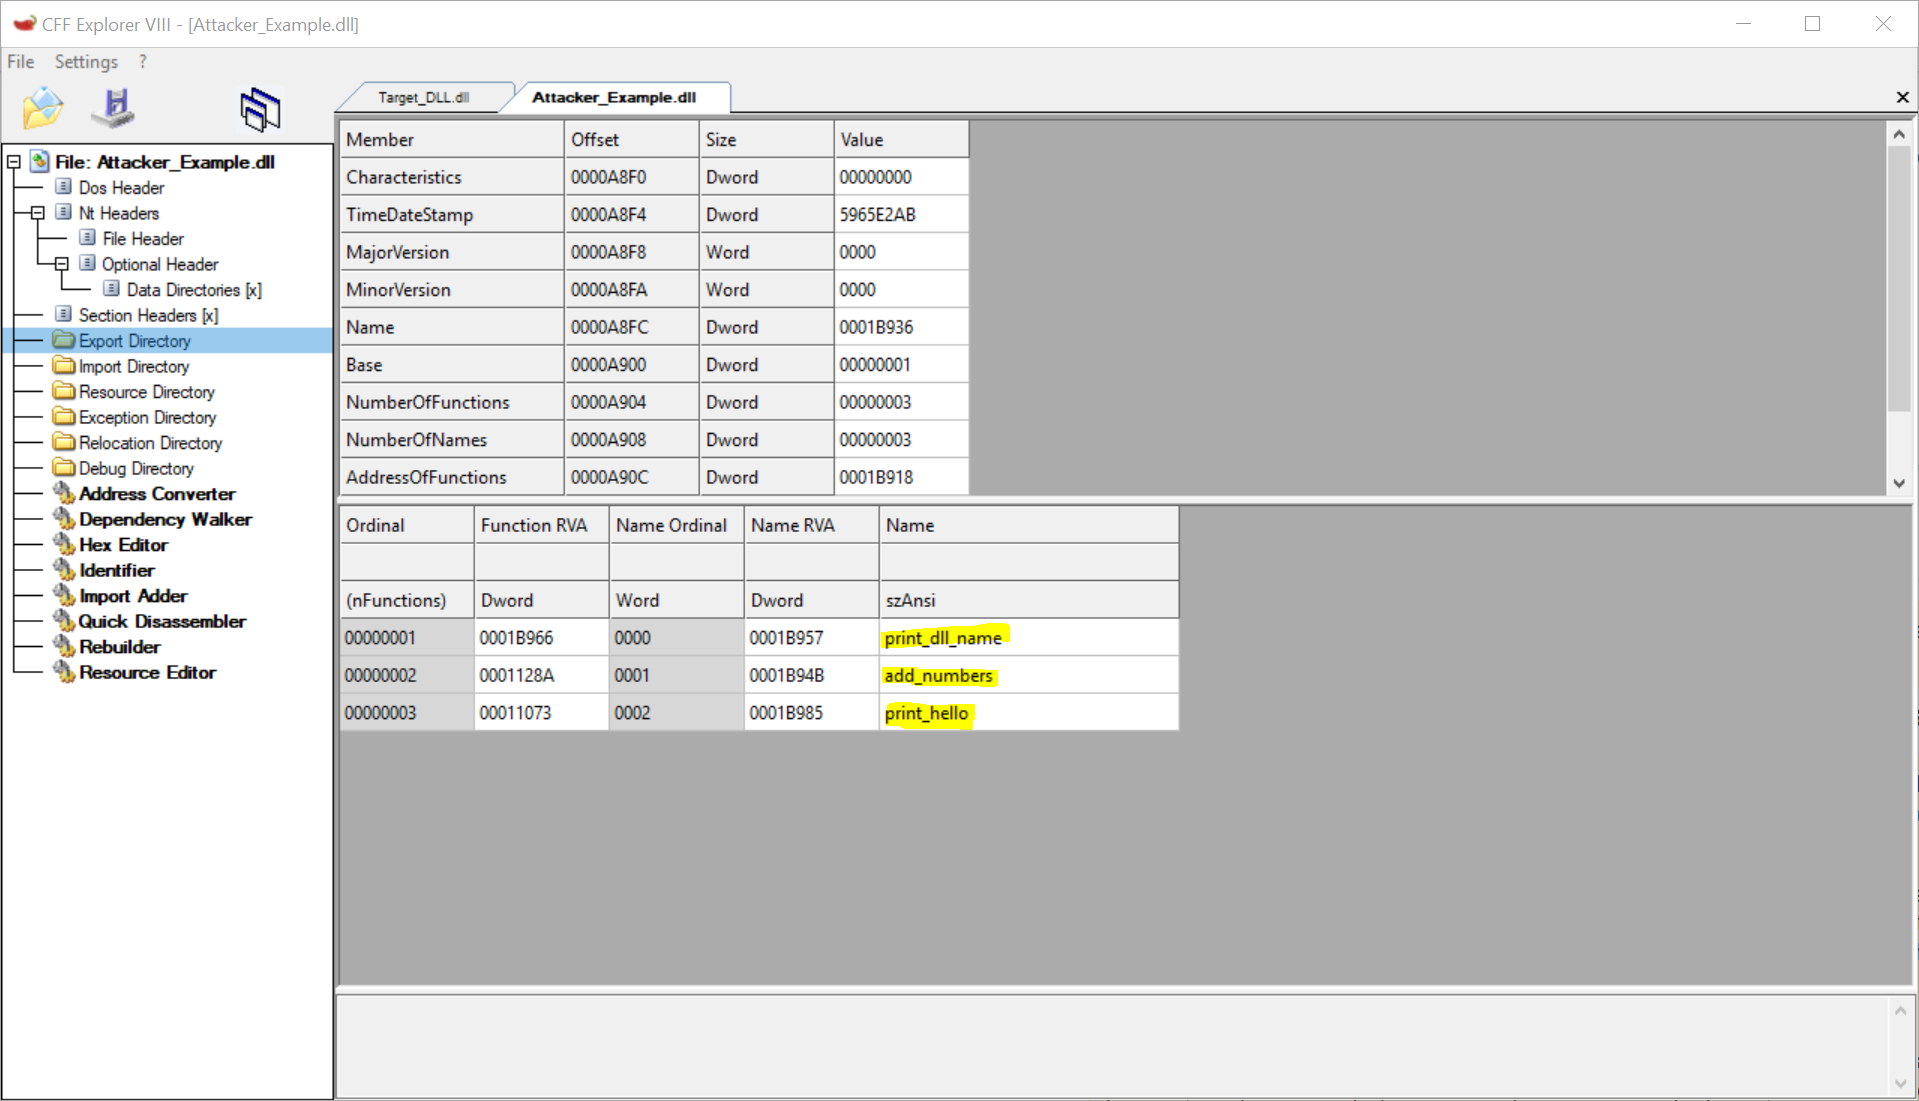 CFF Explorer VIII - [Attacker_Example.dll]
File Settings ?
Target_DLL.dll Attacker_Example.dll
File: Attacker_Example.dll
Dos Header
Nt Headers
File Header
Optional Header
Data Directories [x]
Section Headers [x]
Export Directory
Import Directory
Resource Directory
Exception Directory
Relocation Directory
Debug Directory
Address Converter
Dependency Walker
Hex Editor
Identifier
Import Adder
Quick Disassembler
Rebuilder
Resource Editor
Member Offset Size Value
Characteristics 0000A8F0 Dword 00000000
TimeDateStamp 0000A8F4 Dword 5965E2AB
MajorVersion 0000A8F8 Word 0000
MinorVersion 0000A8FA Word 0000
Name 0000A8FC Dword 0001B936
Base 0000A900 Dword 00000001
NumberOfFunctions 0000A904 Dword 00000003
NumberOfNames 0000A908 Dword 00000003
AddressOfFunctions 0000A90C Dword 0001B918
Ordinal Function RVA Name Ordinal Name RVA Name
(nFunctions) Dword Word Dword szAnsi
00000001 0001B966 0000 0001B957 print_dll_name
00000002 0001128A 0001 0001B94B add_numbers
00000003 00011073 0002 0001B985 print_hello